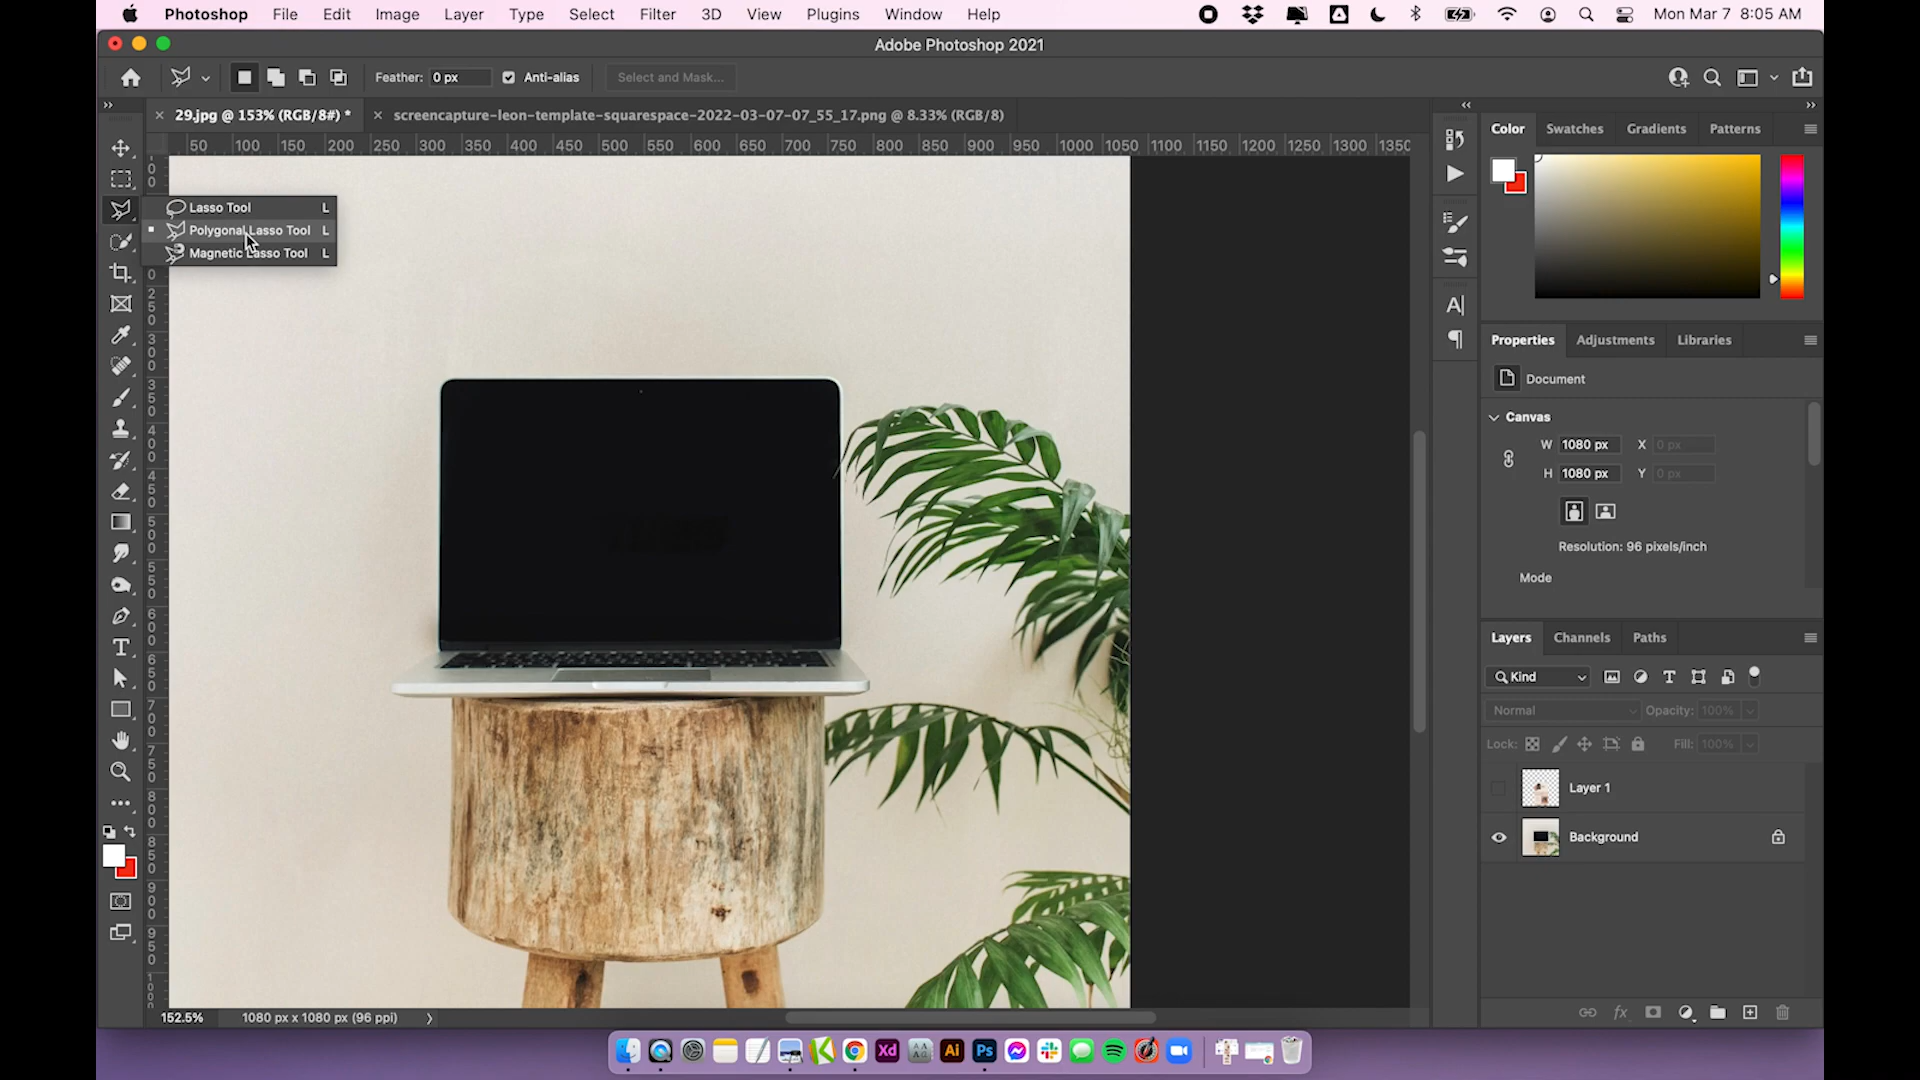 Photoshop File Edit Image Layer Type Select Filter 3D View Plugins Window Help Mon Mar 7 8:05 AM
Adobe Photoshop 2021
Feather: 0 px Anti-alias Select and Mask...
29.jpg @ 153% (RGB/8#) * screencapture-leon-template-squarespace-2022-03-07-07_55_17.png @ 8.33% (RGB/8)
50 100 150 200 250 300 350 400 450 500 550 600 650 700 750 800 850 900 950 1000 1050 1100 1150 1200 1250 1300 1350
Lasso Tool L
Polygonal Lasso Tool L
Magnetic Lasso Tool L
Color Swatches Gradients Patterns
Properties Adjustments Libraries
Document
Canvas
W 1080 px X 0 px
H 1080 px Y 0 px
Resolution: 96 pixels/inch
Mode
Layers Channels Paths
Kind
Normal Opacity: 100%
Lock: Fill: 100%
Layer 1
Background
152.5% 1080 px x 1080 px (96 ppi)
Xd Ai Ps